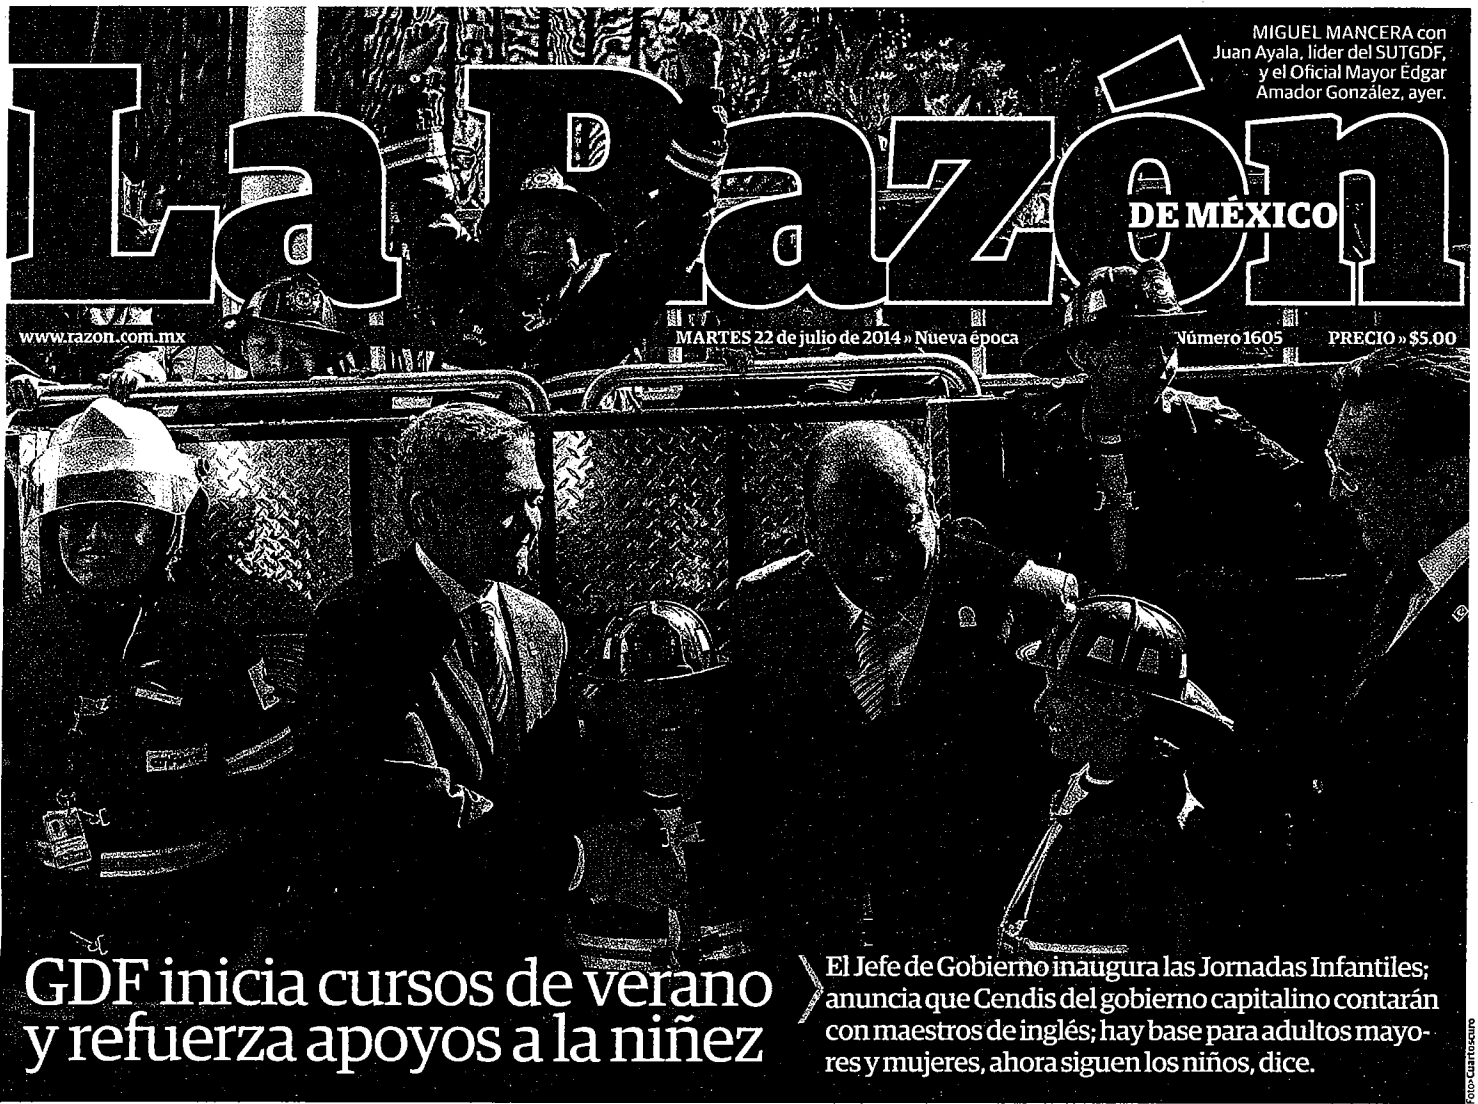 MIGUEL MANCERA con
Juan Ayala, líder del SUTGDF,
y el Oficial Mayor Édgar
Amador González, ayer.
La Razón
DE MÉXICO
www.razon.com.mx
MARTES 22 de julio de 2014 » Nueva época
Número 1605
PRECIO » $5.00
GDF inicia cursos de verano
y refuerza apoyos a la niñez
El Jefe de Gobierno inaugura las Jornadas Infantiles;
anuncia que Cendis del gobierno capitalino contarán
con maestros de inglés; hay base para adultos mayo-
res y mujeres, ahora siguen los niños, dice.
Foto>Cuartoscuro